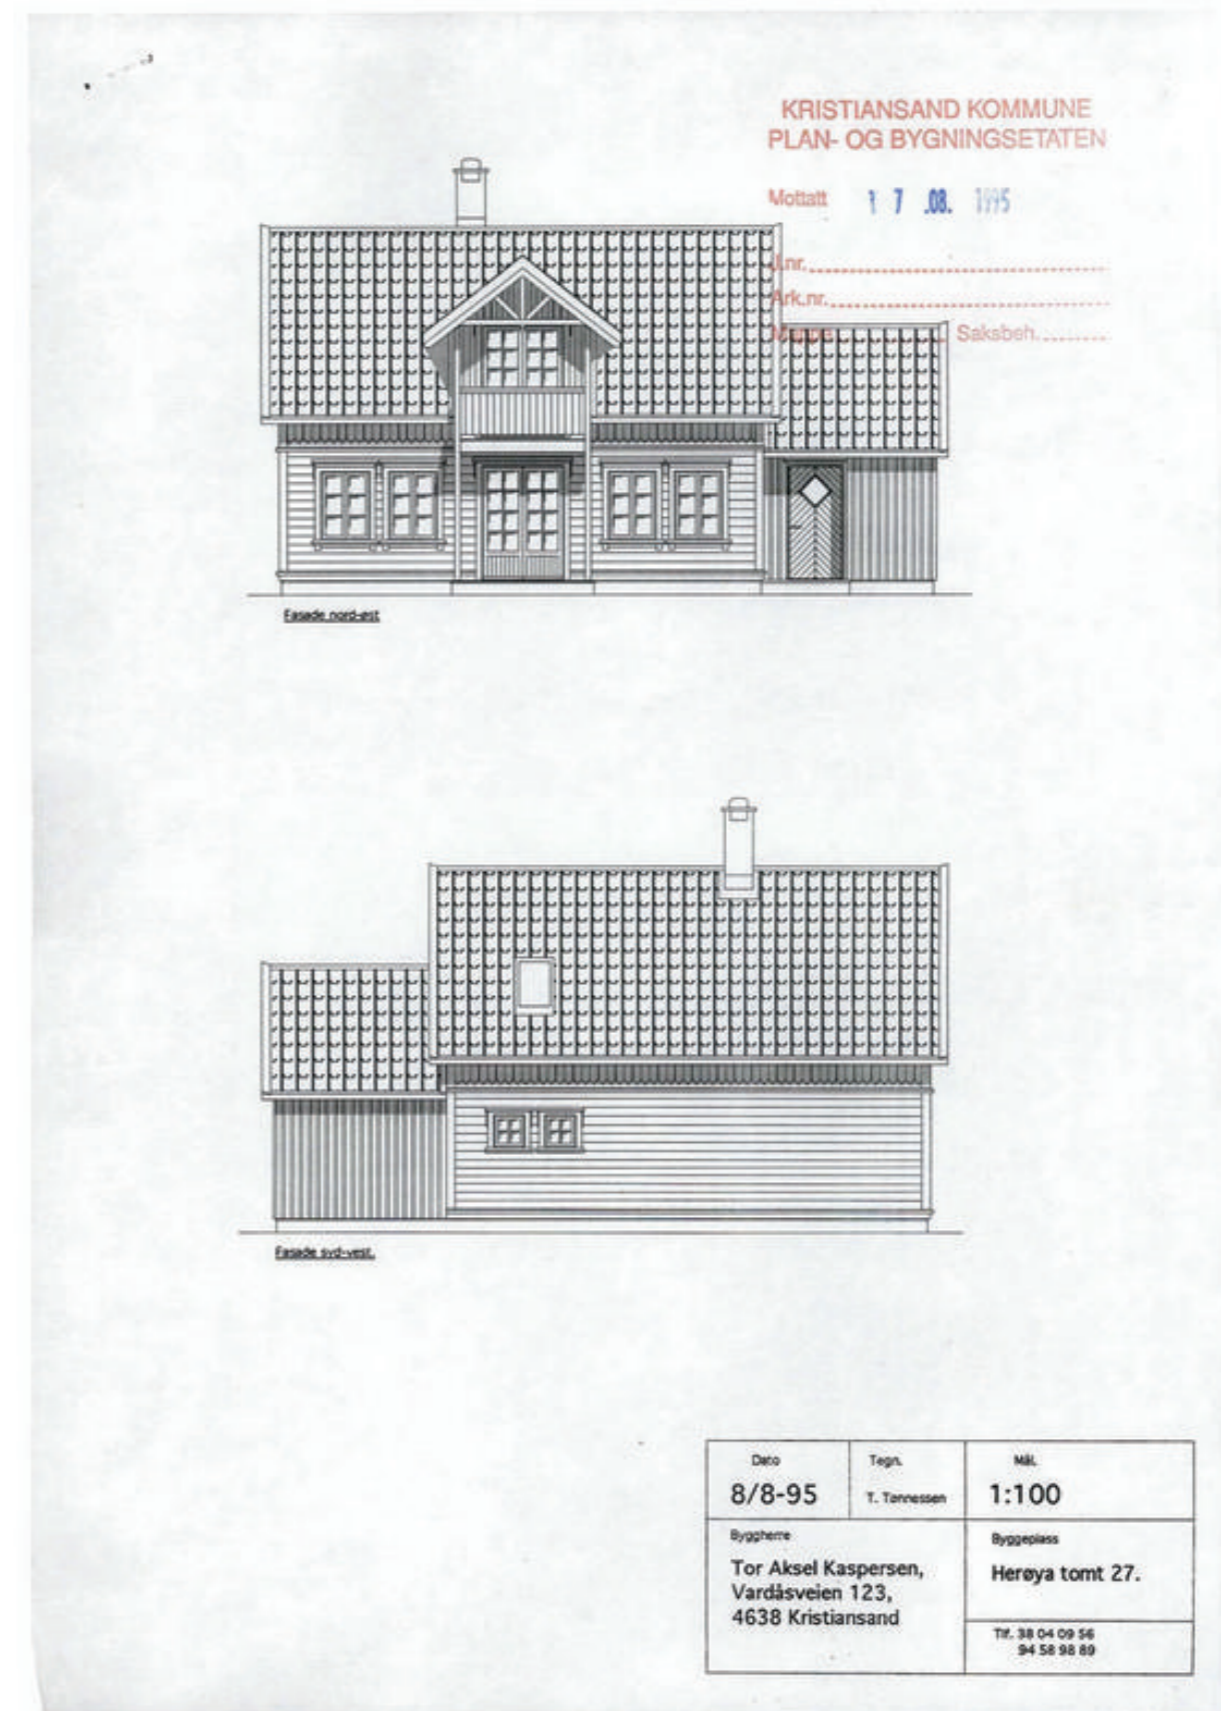 KRISTIANSAND KOMMUNE
PLAN- OG BYGNINGSETATEN
Mottatt 17 .08. 1995
J.nr.
Ark.nr.
Mappe Saksbeh.
Fasade nord-øst
Fasade syd-vest.
Dato
8/8-95
Tegn.
T. Tønnessen
Mål.
1:100
Byggherre
Tor Aksel Kaspersen,
Vardåsveien 123,
4638 Kristiansand
Byggeplass
Herøya tomt 27.
Tlf. 38 04 09 56
94 58 98 89